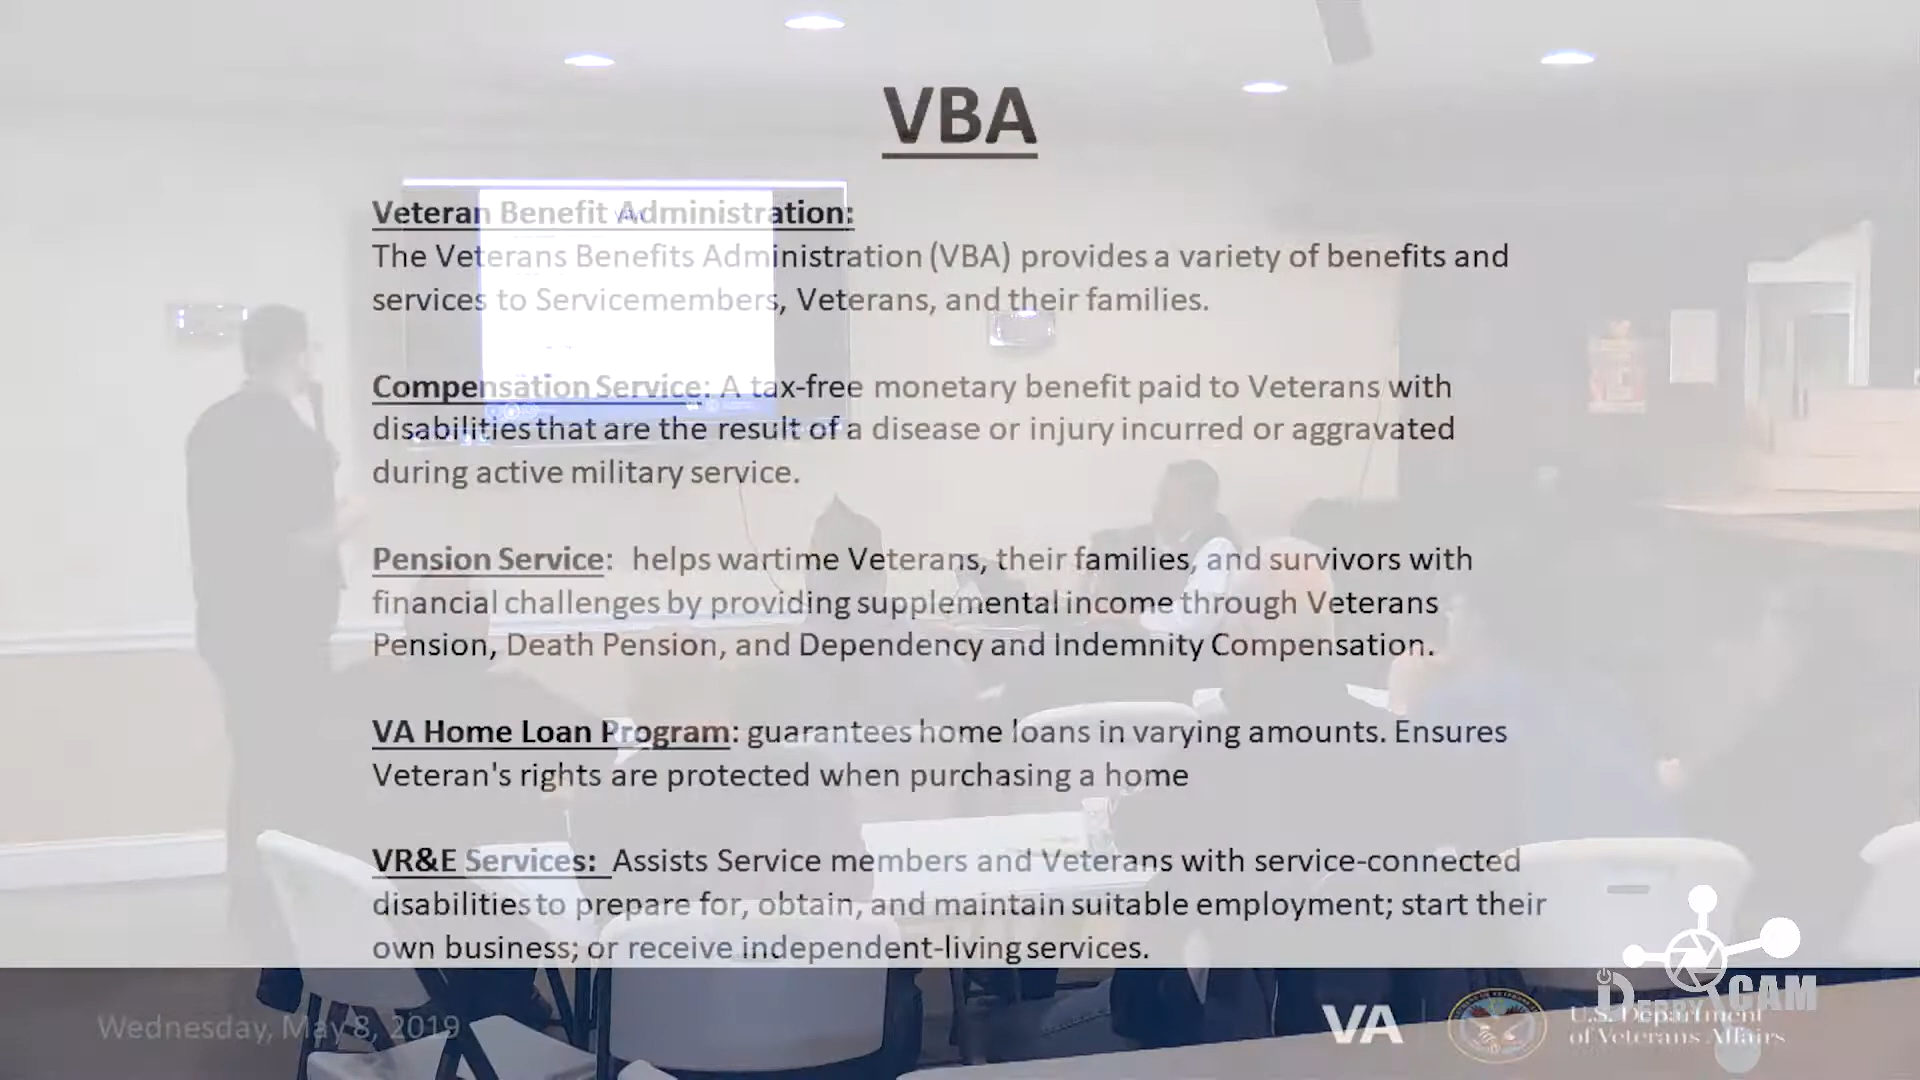 VBA
Veteran Benefit Administration:
The Veterans Benefits Administration (VBA) provides a variety of benefits and
services to Servicemembers, Veterans, and their families.
Compensation Service: A tax-free monetary benefit paid to Veterans with
disabilities that are the result of a disease or injury incurred or aggravated
during active military service.
Pension Service: helps wartime Veterans, their families, and survivors with
financial challenges by providing supplemental income through Veterans
Pension, Death Pension, and Dependency and Indemnity Compensation.
VA Home Loan Program: guarantees home loans in varying amounts. Ensures
Veteran's rights are protected when purchasing a home
VR&E Services: Assists Service members and Veterans with service-connected
disabilities to prepare for, obtain, and maintain suitable employment; start their
own business; or receive independent-living services.
Wednesday, May 8, 2019
VA
U.S. Department
of Veterans Affairs
Derry CAM